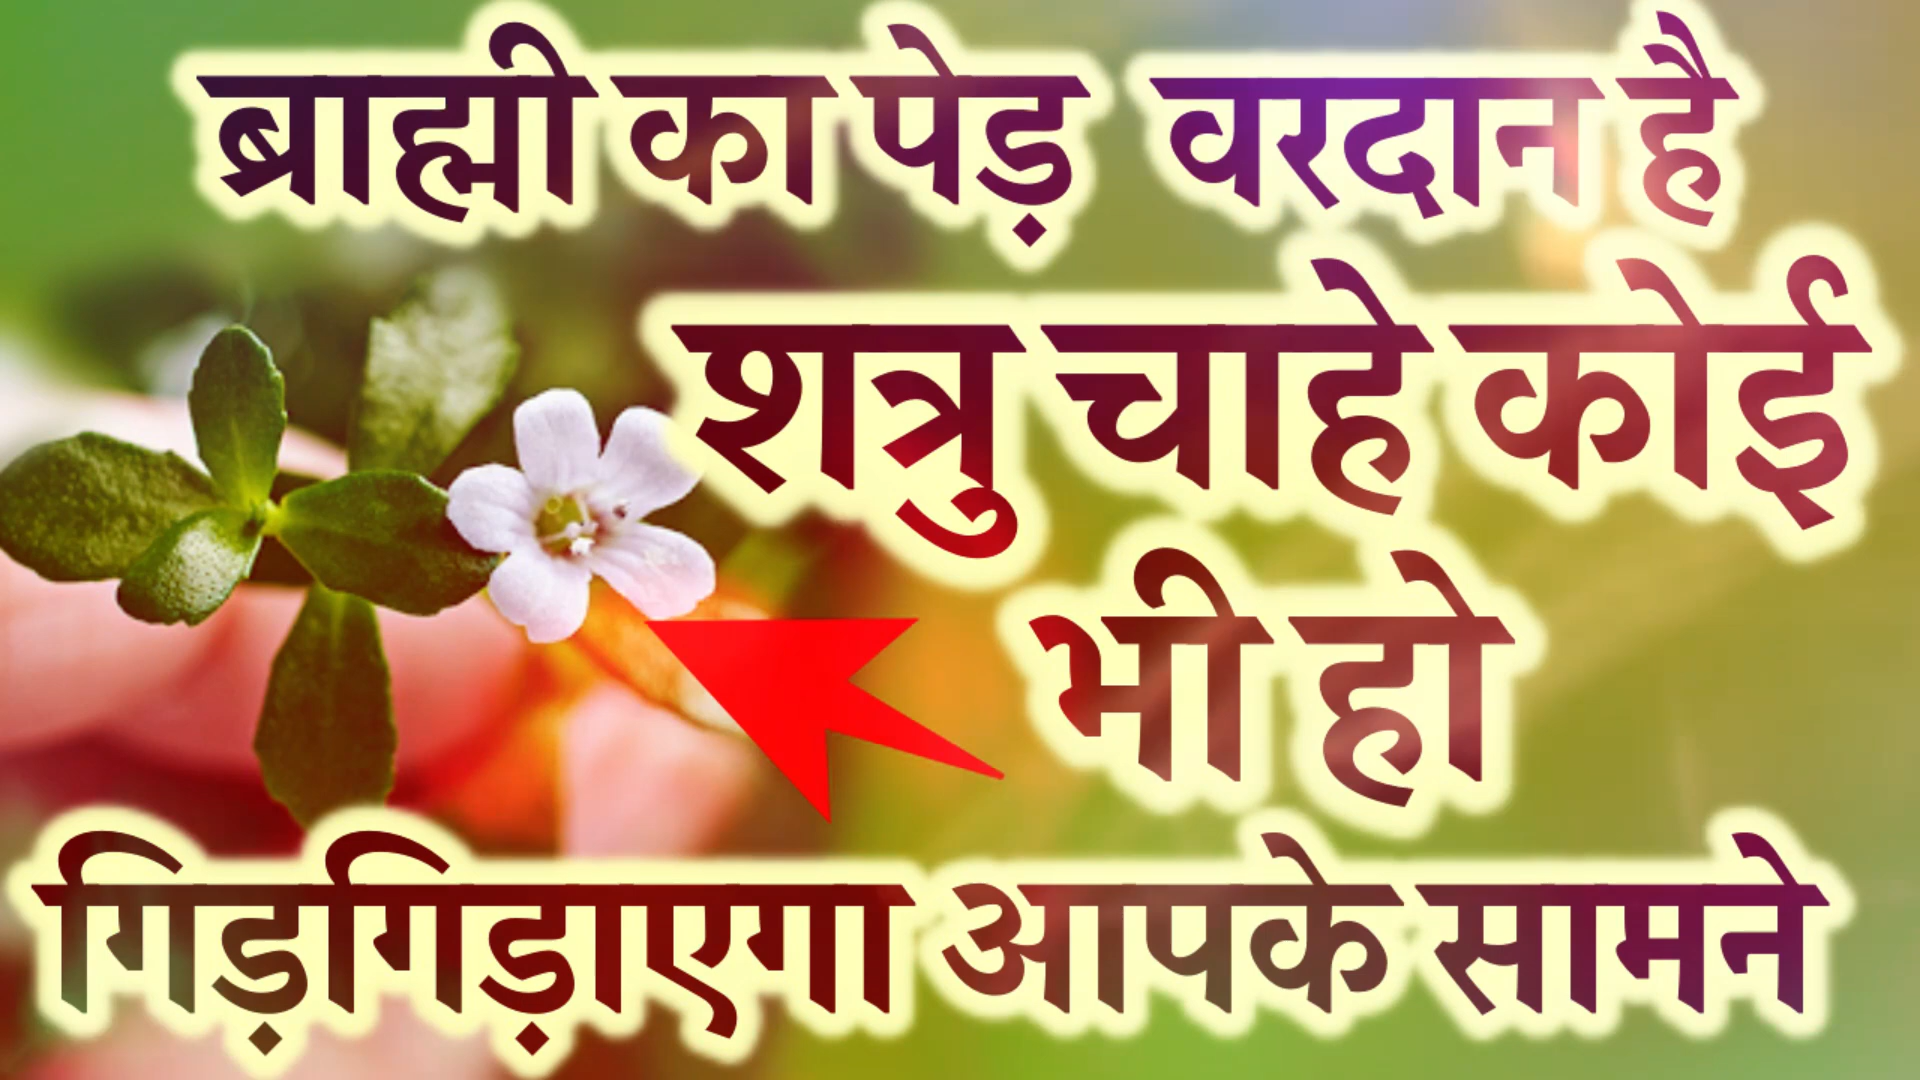 ब्राह्मी का पेड़ वरदान है
शत्रु चाहे कोई
भी हो
गिड़गिड़ाएगा आपके सामने